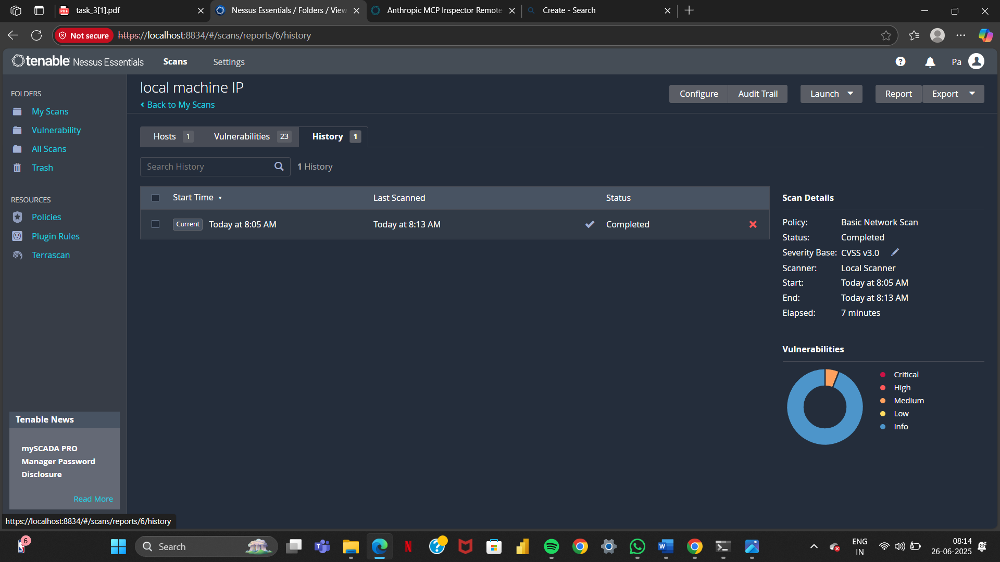 task_3[1].pdf
Nessus Essentials / Folders / View
Anthropic MCP Inspector Remote
Create - Search
Not secure
https://localhost:8834/#/scans/reports/6/history
tenable Nessus Essentials
Scans
Settings
Pa
FOLDERS
My Scans
Vulnerability
All Scans
Trash
RESOURCES
Policies
Plugin Rules
Terrascan
Tenable News
mySCADA PRO
Manager Password
Disclosure
Read More
https://localhost:8834/#/scans/reports/6/history
local machine IP
Back to My Scans
Configure
Audit Trail
Launch
Report
Export
Hosts 1
Vulnerabilities 23
History 1
Search History
1 History
Start Time Last Scanned Status
Current Today at 8:05 AM Today at 8:13 AM Completed
Scan Details
Policy: Basic Network Scan
Status: Completed
Severity Base: CVSS v3.0
Scanner: Local Scanner
Start: Today at 8:05 AM
End: Today at 8:13 AM
Elapsed: 7 minutes
Vulnerabilities
Critical
High
Medium
Low
Info
6
Search
ENG
IN
08:14
26-06-2025